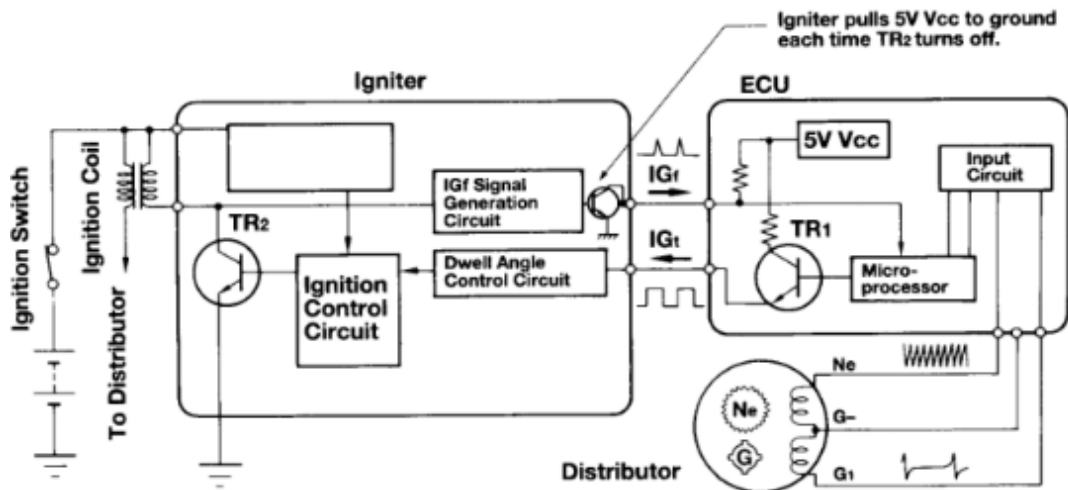 Igniter pulls 5V Vcc to ground
each time TR2 turns off.
Igniter
ECU
Ignition Switch
Ignition Coil
To Distributor
TR2
IGf Signal
Generation
Circuit
Dwell Angle
Control Circuit
Ignition
Control
Circuit
IGf
IGt
5V Vcc
Input
Circuit
TR1
Micro-
processor
Ne
G–
G1
Ne
G
Distributor